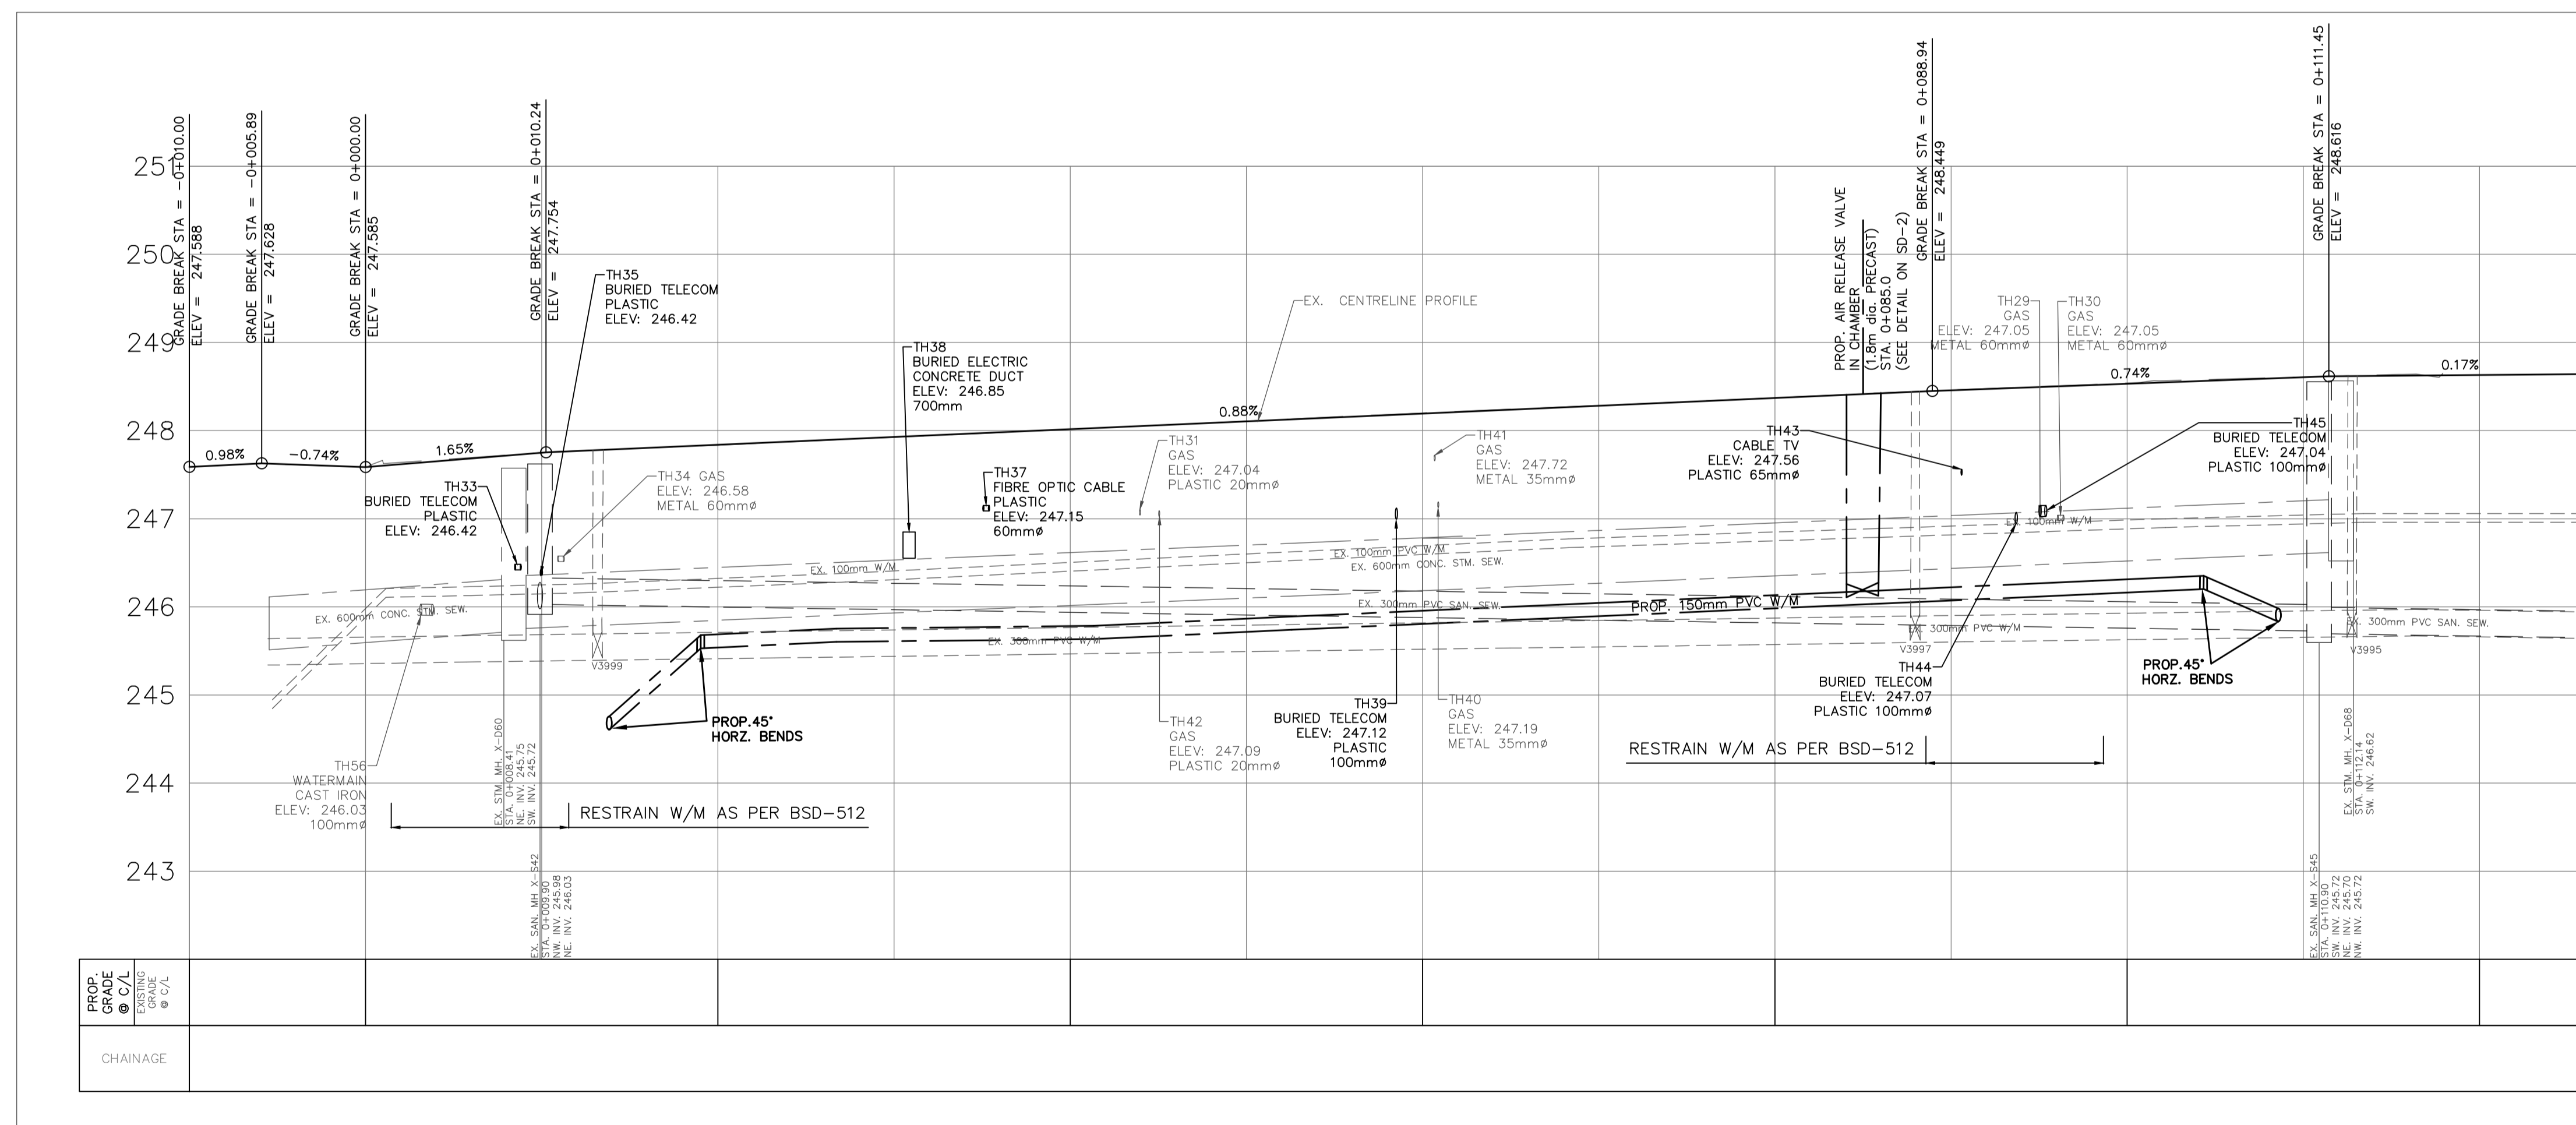 GRADE BREAK STA = -0+010.00
ELEV = 247.588
GRADE BREAK STA = -0+005.89
ELEV = 247.628
GRADE BREAK STA = 0+000.00
ELEV = 247.585
GRADE BREAK STA = 0+010.24
ELEV = 247.754
PROP. AIR RELEASE VALVE
IN CHAMBER
(1.8m dia. PRECAST)
STA. 0+085.0
(SEE DETAIL ON SD-2)
GRADE BREAK STA = 0+088.94
ELEV = 248.449
GRADE BREAK STA = 0+111.45
ELEV = 248.616
251
250
249
248
247
246
245
244
243
0.98%
-0.74%
1.65%
0.88%
0.74%
0.17%
TH35
BURIED TELECOM
PLASTIC
ELEV: 246.42
TH38
BURIED ELECTRIC
CONCRETE DUCT
ELEV: 246.85
700mm
EX. CENTRELINE PROFILE
TH29
GAS
ELEV: 247.05
METAL 60mmø
TH30
GAS
ELEV: 247.05
METAL 60mmø
TH33
BURIED TELECOM
PLASTIC
ELEV: 246.42
TH34 GAS
ELEV: 246.58
METAL 60mmø
TH37
FIBRE OPTIC CABLE
PLASTIC
ELEV: 247.15
60mmø
TH31
GAS
ELEV: 247.04
PLASTIC 20mmø
TH41
GAS
ELEV: 247.72
METAL 35mmø
TH43
CABLE TV
ELEV: 247.56
PLASTIC 65mmø
TH45
BURIED TELECOM
ELEV: 247.04
PLASTIC 100mmø
EX. 100mm W/M
EX. 100mm PVC W/M
EX. 600mm CONC. STM. SEW.
EX. 100mm W/M
EX. 600mm CONC. STM. SEW.
EX. 300mm PVC SAN. SEW.
PROP. 150mm PVC W/M
EX. 300mm PVC W/M
EX. 300mm PVC W/M
EX. 300mm PVC SAN. SEW.
V3999
V3997
V3995
PROP.45°
HORZ. BENDS
PROP.45°
HORZ. BENDS
TH42
GAS
ELEV: 247.09
PLASTIC 20mmø
TH39
BURIED TELECOM
ELEV: 247.12
PLASTIC
100mmø
TH40
GAS
ELEV: 247.19
METAL 35mmø
TH44
BURIED TELECOM
ELEV: 247.07
PLASTIC 100mmø
TH56
WATERMAIN
CAST IRON
ELEV: 246.03
100mmø
RESTRAIN W/M AS PER BSD-512
RESTRAIN W/M AS PER BSD-512
EX. STM. MH. X-D60
STA. 0+008.41
NE. INV. 245.75
SW. INV. 245.72
EX. SAN. MH X-S42
STA. 0+009.90
NW. INV. 245.98
NE. INV. 246.03
EX. STM. MH. X-D68
STA. 0+112.14
SW. INV. 246.62
EX. SAN. MH X-S45
STA. 0+110.90
SW. INV. 245.72
NE. INV. 245.70
NW. INV. 245.72
PROP.
GRADE
@ C/L
EXISTING
GRADE
@ C/L
CHAINAGE